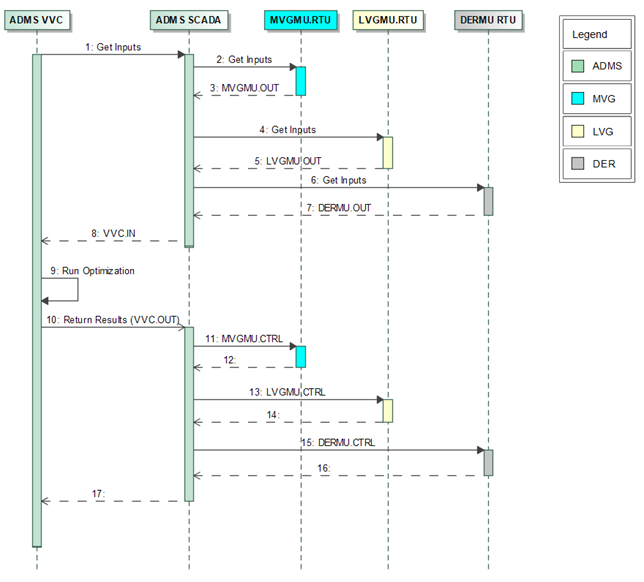 ADMS VVC
ADMS SCADA
MVGMU.RTU
LVGMU.RTU
DERMU RTU
Legend
ADMS
MVG
LVG
DER
1: Get Inputs
2: Get Inputs
3: MVGMU.OUT
4: Get Inputs
5: LVGMU.OUT
6: Get Inputs
7: DERMU.OUT
8: VVC.IN
9: Run Optimization
10: Return Results (VVC.OUT)
11: MVGMU.CTRL
12:
13: LVGMU.CTRL
14:
15: DERMU.CTRL
16:
17: